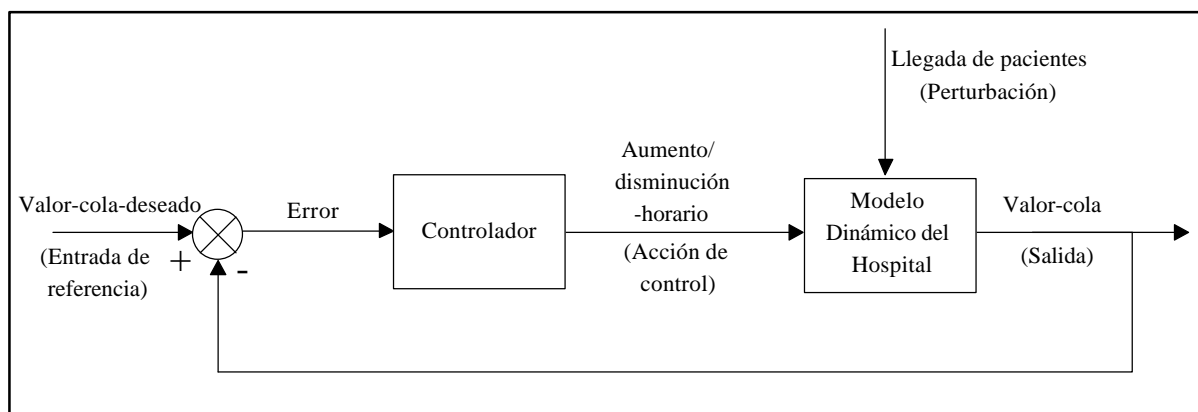 Llegada de pacientes
(Perturbación)
Aumento/
disminución
-horario
(Acción de
control)
Valor-cola-deseado
(Entrada de
referencia)
+
-
Error
Controlador
Modelo
Dinámico del
Hospital
Valor-cola
(Salida)